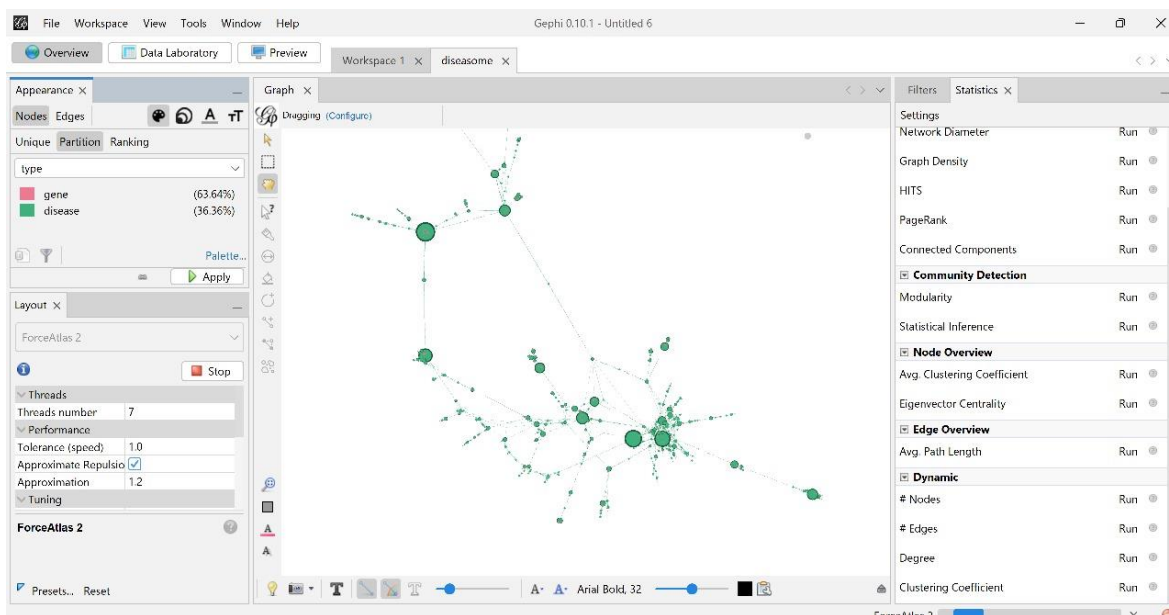 File Workspace View Tools Window Help
Gephi 0.10.1 - Untitled 6
Overview
Data Laboratory
Preview
Workspace 1
diseasome
Appearance
Nodes Edges
Unique Partition Ranking
type
gene (63.64%)
disease (36.36%)
Palette...
Apply
Layout
ForceAtlas 2
Stop
Threads
Threads number 7
Performance
Tolerance (speed) 1.0
Approximate Repulsio
Approximation 1.2
Tuning
ForceAtlas 2
Presets... Reset
Graph
Dragging (Configure)
A- A- Arial Bold, 32
Filters Statistics
Settings
Network Diameter Run
Graph Density Run
HITS Run
PageRank Run
Connected Components Run
Community Detection
Modularity Run
Statistical Inference Run
Node Overview
Avg. Clustering Coefficient Run
Eigenvector Centrality Run
Edge Overview
Avg. Path Length Run
Dynamic
# Nodes Run
# Edges Run
Degree Run
Clustering Coefficient Run